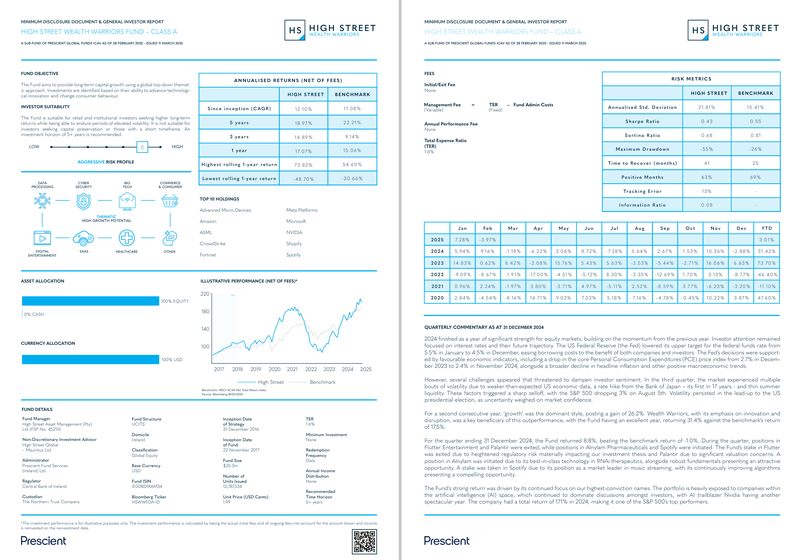 MINIMUM DISCLOSURE DOCUMENT & GENERAL INVESTOR REPORT
HIGH STREET WEALTH WARRIORS FUND – CLASS A
A SUB-FUND OF PRESCIENT GLOBAL FUNDS ICAV AS OF 28 FEBRUARY 2025 - ISSUED 11 MARCH 2025
HS HIGH STREET
WEALTH WARRIORS
FUND OBJECTIVE
The Fund aims to provide long-term capital growth using a global top-down themat-
ic approach. Investments are identified based on their ability to advance technologi-
cal innovation and change consumer behaviour.
INVESTOR SUITABILITY
The Fund is suitable for retail and institutional investors seeking higher long-term
returns while being able to endure periods of elevated volatility. It is not suitable for
investors seeking capital preservation or those with a short timeframe. An
investment horizon of 5+ years is recommended.
LOW HIGH
AGGRESSIVE RISK PROFILE
DATA PROCESSING
CYBER SECURITY
BIG TECH
COMMERCE & CONSUMER
THEMATIC
HIGH-GROWTH POTENTIAL
DIGITAL ENTERTAINMENT
SAAS
HEALTHCARE
OTHER
ANNUALISED RETURNS (NET OF FEES)
HIGH STREET BENCHMARK
Since inception (CAGR) 12.10% 11.08%
5 years 18.97% 22.21%
3 years 14.89% 9.14%
1 year 17.07% 15.06%
Highest rolling 1-year return 75.82% 54.60%
Lowest rolling 1-year return -48.70% -20.66%
TOP 10 HOLDINGS
Advanced Micro Devices Meta Platforms
Amazon Microsoft
ASML NVIDIA
CrowdStrike Shopify
Fortinet Spotify
ASSET ALLOCATION
100% EQUITY
0% CASH
CURRENCY ALLOCATION
100% USD
ILLUSTRATIVE PERFORMANCE (NET OF FEES)*
220
180
140
100
2017 2018 2019 2020 2021 2022 2023 2024 2025
High Street Benchmark
FUND DETAILS
Fund Manager
High Street Asset Management (Pty)
Ltd (FSP No: 45210)
Non-Discretionary Investment Advisor
High Street Global
– Mauritius Ltd
Administrator
Prescient Fund Services
(Ireland) Ltd
Regulator
Central Bank of Ireland
Custodian
The Northern Trust Company
Fund Structure
UCITS
Domicile
Ireland
Classification
Global Equity
Base Currency
USD
Fund ISIN
Bloomberg Ticker
Inception Date of
Strategy
31 December 2016
Inception Date of
Fund
22 November 2017
Fund Size
Number of
Units Issued
Unit Price (USD Cents)
TER
1.6%
Minimum Investment
None
Redemption
Frequency
Daily
Annual Income
Distribution
None
Recommended
Time Horizon
5+ years
*The investment performance is for illustrative purposes only. The investment performance is calculated by taking the actual initial fees and all ongoing fees into account for the amount shown and income
is reinvested on the reinvestment date.
Prescient
MINIMUM DISCLOSURE DOCUMENT & GENERAL INVESTOR REPORT
HIGH STREET WEALTH WARRIORS FUND – CLASS A
A SUB-FUND OF PRESCIENT GLOBAL FUNDS ICAV AS OF 28 FEBRUARY 2025 - ISSUED 11 MARCH 2025
HS HIGH STREET
WEALTH WARRIORS
FEES
Initial/Exit Fee
None
Management Fee = TER – Fund Admin Costs
(Variable) (Fixed) (Variable)
Annual Performance Fee
None
Total Expense Ratio
(TER)
1.6%
RISK METRICS
HIGH STREET BENCHMARK
Annualised Std. Deviation 21.81% 15.41%
Sharpe Ratio 0.43 0.55
Sortino Ratio 0.68 0.81
Maximum Drawdown -55% -26%
Time to Recover (months) 41 25
Positive Months 63% 69%
Tracking Error 13% -
Information Ratio 0.08 -
Jan Feb Mar Apr May Jun Jul Aug Sep Oct Nov Dec YTD
2025 7.28% -3.97% 3.01%
2024 5.94% 9.16% -1.18% -6.22% 3.06% 8.72% -7.28% 5.64% 2.67% 1.53% 10.36% -2.88% 31.42%
2023 14.83% 0.62% 8.42% -2.08% 15.76% 5.43% 5.63% -3.53% -5.44% -2.71% 16.06% 6.63% 73.70%
2022 -9.09% -8.67% -1.91% -17.00% -4.51% -5.12% 8.30% -3.35% -12.69% 1.70% 3.13% -8.77% -46.40%
2021 0.96% 2.24% -1.97% 3.80% -3.71% 4.97% -5.11% 2.52% -8.59% 3.77% -6.23% -3.20% -11.10%
2020 2.84% -4.54% -8.16% 14.71% 9.03% 7.03% 5.18% 7.16% -4.78% -0.45% 10.22% 3.87% 47.60%
QUARTERLY COMMENTARY AS AT 31 DECEMBER 2024
2024 finished as a year of significant strength for equity markets, building on the momentum from the previous year. Investor attention remained
focused on interest rates and their future trajectory. The US Federal Reserve (the Fed) lowered its upper target for the federal funds rate from
5.5% in January to 4.5% in December, easing borrowing costs to the benefit of both companies and investors. The Fed's decisions were support-
ed by favourable economic indicators, including a drop in the core Personal Consumption Expenditures (PCE) price index from 2.7% in Decem-
ber 2023 to 2.4% in November 2024, alongside a broader decline in headline inflation and other positive macroeconomic trends.
However, several challenges appeared that threatened to dampen investor sentiment. In the third quarter, the market experienced multiple
bouts of volatility due to weaker-than-expected US economic data, a rate hike from the Bank of Japan – its first in 17 years - and thin summer
liquidity. These factors triggered a sharp selloff, with the S&P 500 dropping 3% on August 5th. Volatility persisted in the lead-up to the US
presidential election, as uncertainty weighed on market confidence.
For a second consecutive year, 'growth' was the dominant style, posting a gain of 26.2%. Wealth Warriors, with its emphasis on innovation and
disruption, was a key beneficiary of this outperformance, with the Fund having an excellent year, returning 31.4% against the benchmark's return
of 17.5%.
For the quarter ending 31 December 2024, the Fund returned 8.8%, beating the benchmark return of -1.0%. During the quarter, positions in
Flutter Entertainment and Palantir were exited, while positions in Alnylam Pharmaceuticals and Spotify were initiated. The Fund's stake in Flutter
was exited due to heightened regulatory risk materially impacting our investment thesis and Palantir due to significant valuation concerns. A
position in Alnylam was initiated due to its best-in-class technology in RNAi therapeutics, alongside robust fundamentals presenting an attractive
opportunity. A stake was taken in Spotify due to its position as a market leader in music streaming, with its continuously improving algorithms
presenting a compelling opportunity.
The Fund's strong return was driven by its continued focus on our highest-conviction names. The portfolio is heavily exposed to companies within
the artificial intelligence (AI) space, which continued to dominate discussions amongst investors, with AI trailblazer Nvidia having another
spectacular year. The company had a total return of 171.1% in 2024, making it one of the S&P 500's top performers.
Prescient